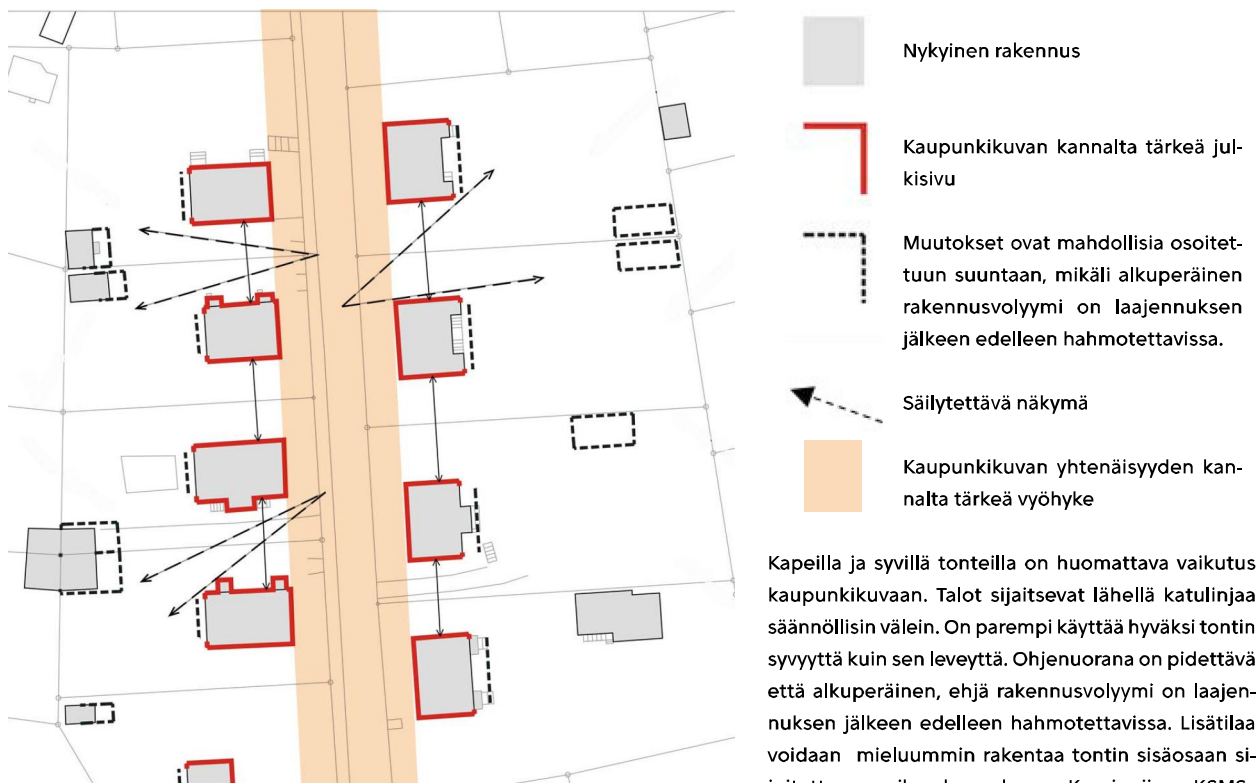 Nykyinen rakennus
Kaupunkikuvan kannalta tärkeä jul-
kisivu
Muutokset ovat mahdollisia osoitet-
tuun suuntaan, mikäli alkuperäinen
rakennusvolyymi on laajennuksen
jälkeen edelleen hahmotettavissa.
Säilytettävä näkymä
Kaupunkikuvan yhtenäisyyden kan-
nalta tärkeä vyöhyke
Kapeilla ja syvillä tonteilla on huomattava vaikutus
kaupunkikuvaan. Talot sijaitsevat lähellä katulinjaa
säännöllisin välein. On parempi käyttää hyväksi tontin
syvyyttä kuin sen leveyttä. Ohjenuorana on pidettävä
että alkuperäinen, ehjä rakennusvolyymi on laajen-
nuksen jälkeen edelleen hahmotettavissa. Lisätilaa
voidaan mieluummin rakentaa tontin sisäosaan si-